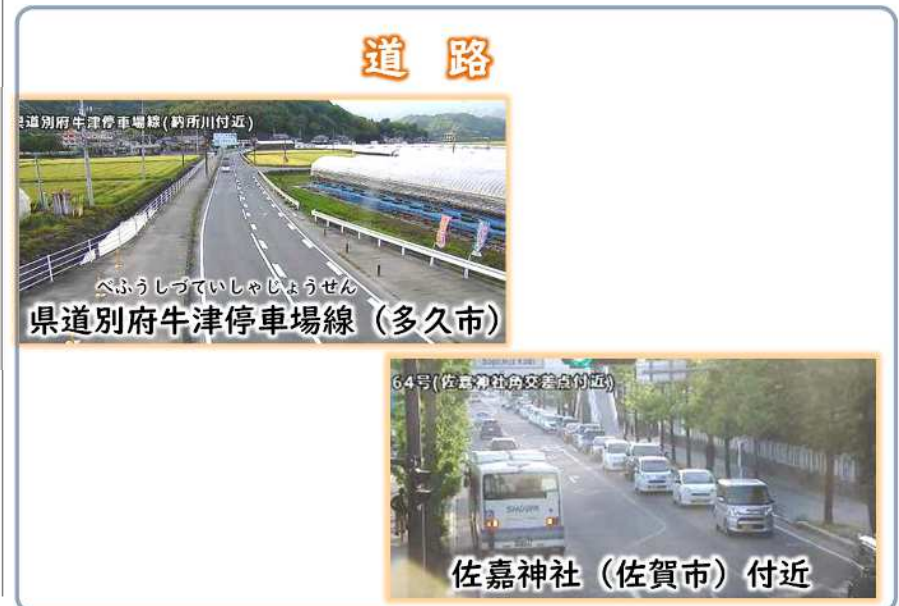 道 路
県道別府牛津停車場線(納所川付近)
べふうしづていしゃじょうせん
県道別府牛津停車場線（多久市）
64号(佐嘉神社角交差点付近)
佐嘉神社（佐賀市）付近